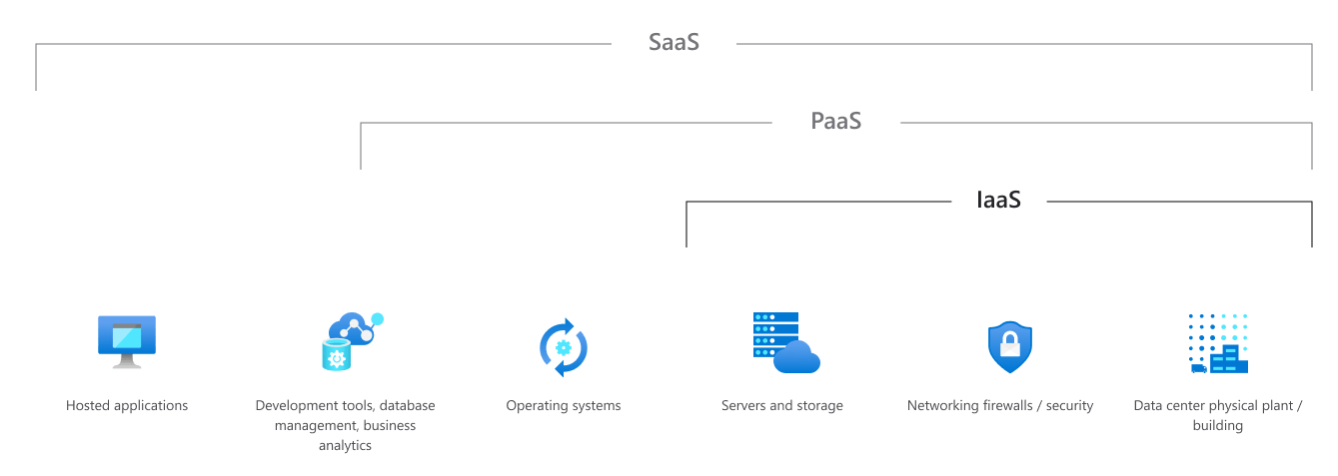 SaaS
PaaS
IaaS
Hosted applications
Development tools, database
management, business
analytics
Operating systems
Servers and storage
Networking firewalls / security
Data center physical plant /
building